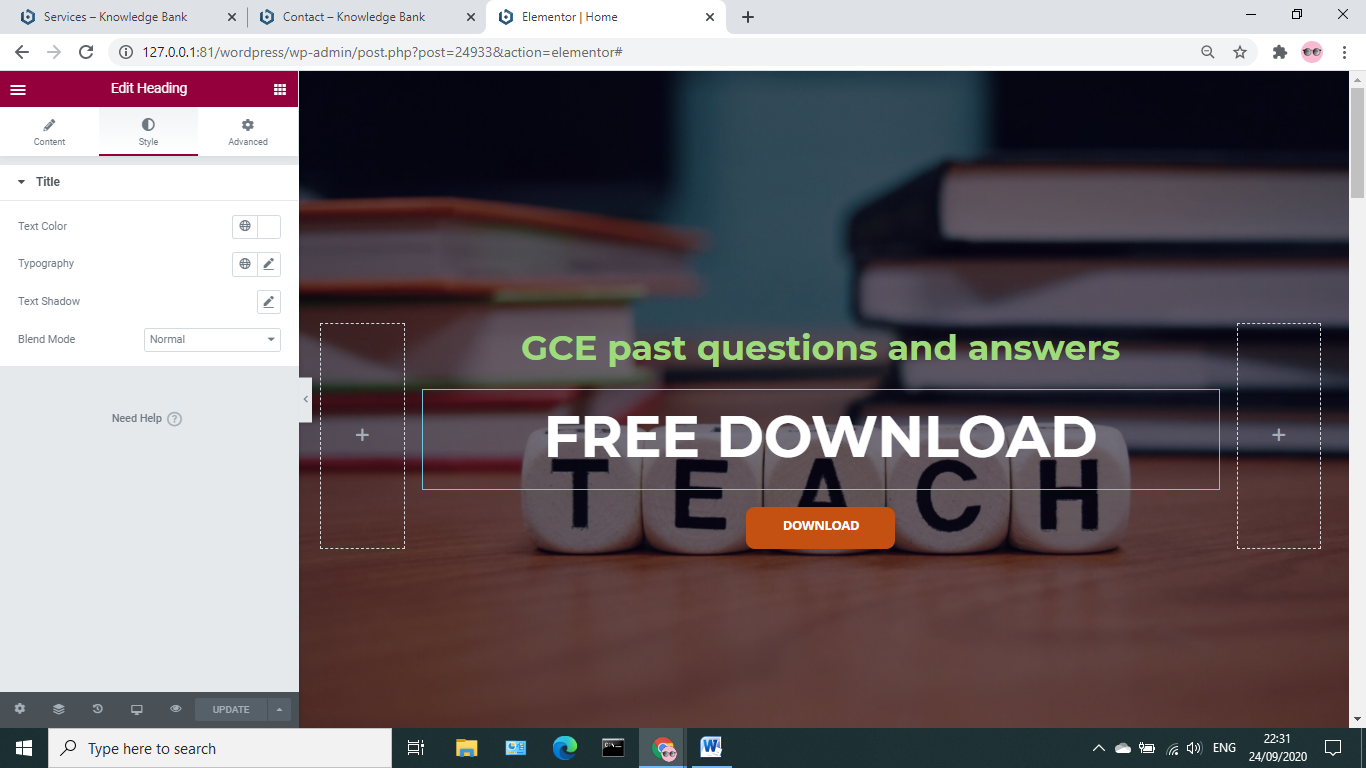 Services – Knowledge Bank
Contact – Knowledge Bank
Elementor | Home
127.0.0.1:81/wordpress/wp-admin/post.php?post=24933&action=elementor#
Edit Heading
Content
Style
Advanced
Title
Text Color
Typography
Text Shadow
Blend Mode
Normal
Need Help ?
UPDATE
GCE past questions and answers
FREE DOWNLOAD
TEACH
DOWNLOAD
Type here to search
ENG
22:31
24/09/2020